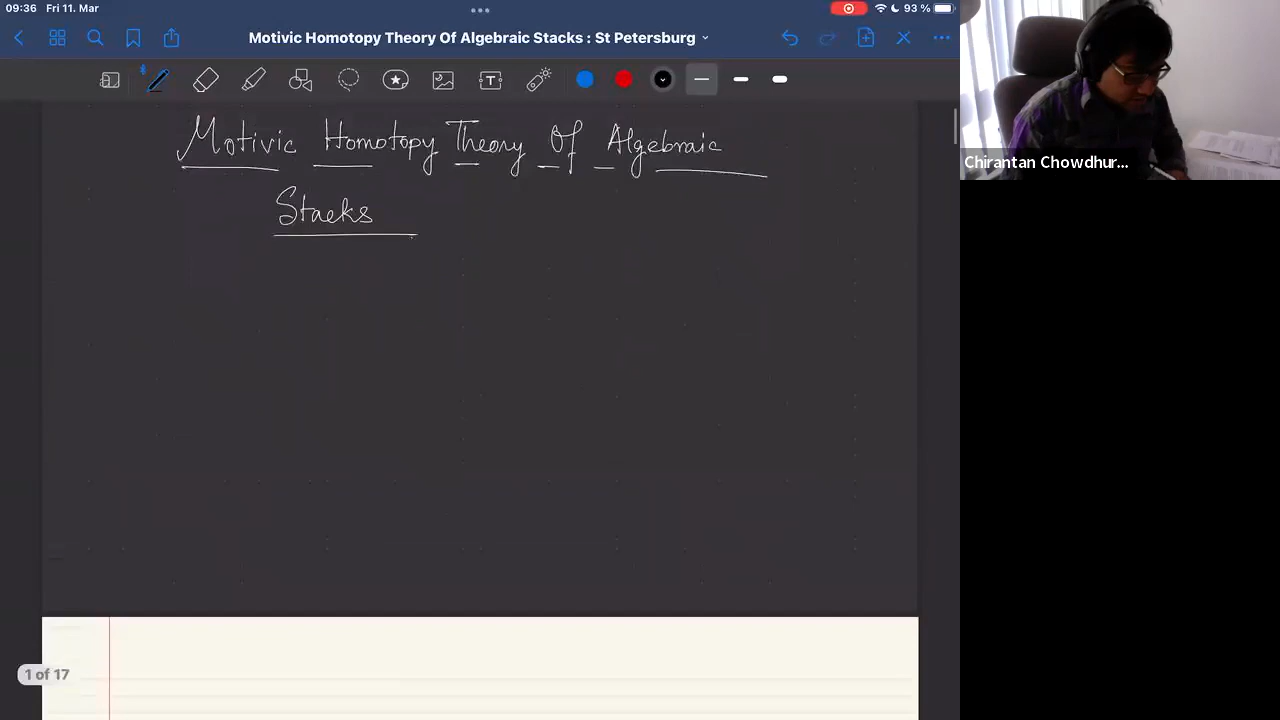 09:36 Fri 11. Mar
93 %
Motivic Homotopy Theory Of Algebraic Stacks : St Petersburg
Motivic Homotopy Theory Of Algebraic
Stacks
Chirantan Chowdhur...
1 of 17